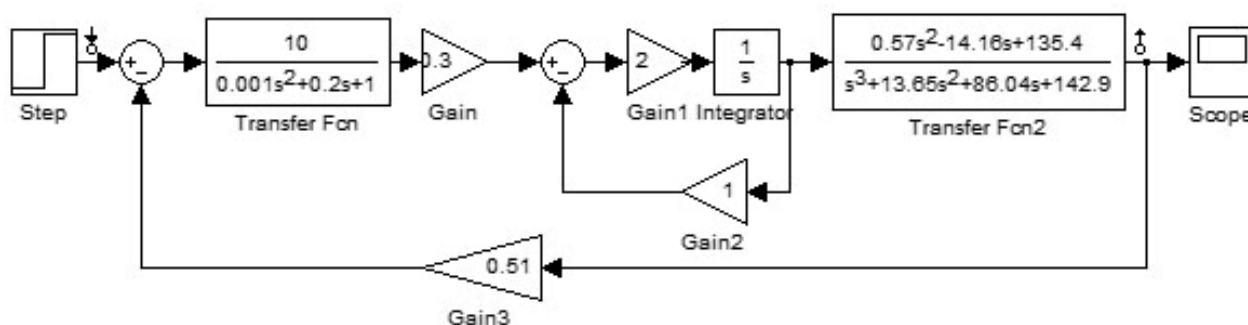 Step
+
−
10
0.001s²+0.2s+1
Transfer Fcn
0.3
Gain
+
−
2
Gain1
1
s
Integrator
0.57s²-14.16s+135.4
s³+13.65s²+86.04s+142.9
Transfer Fcn2
Scope
1
Gain2
0.51
Gain3